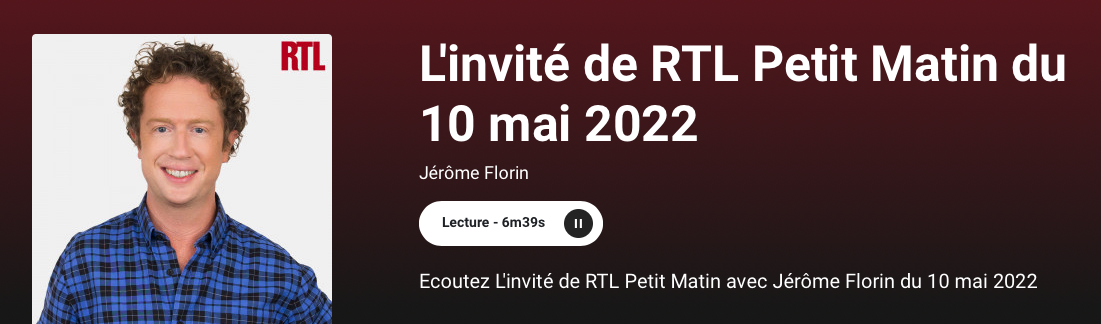 RTL
L'invité de RTL Petit Matin du
10 mai 2022
Jérôme Florin
Lecture - 6m39s
Ecoutez L'invité de RTL Petit Matin avec Jérôme Florin du 10 mai 2022